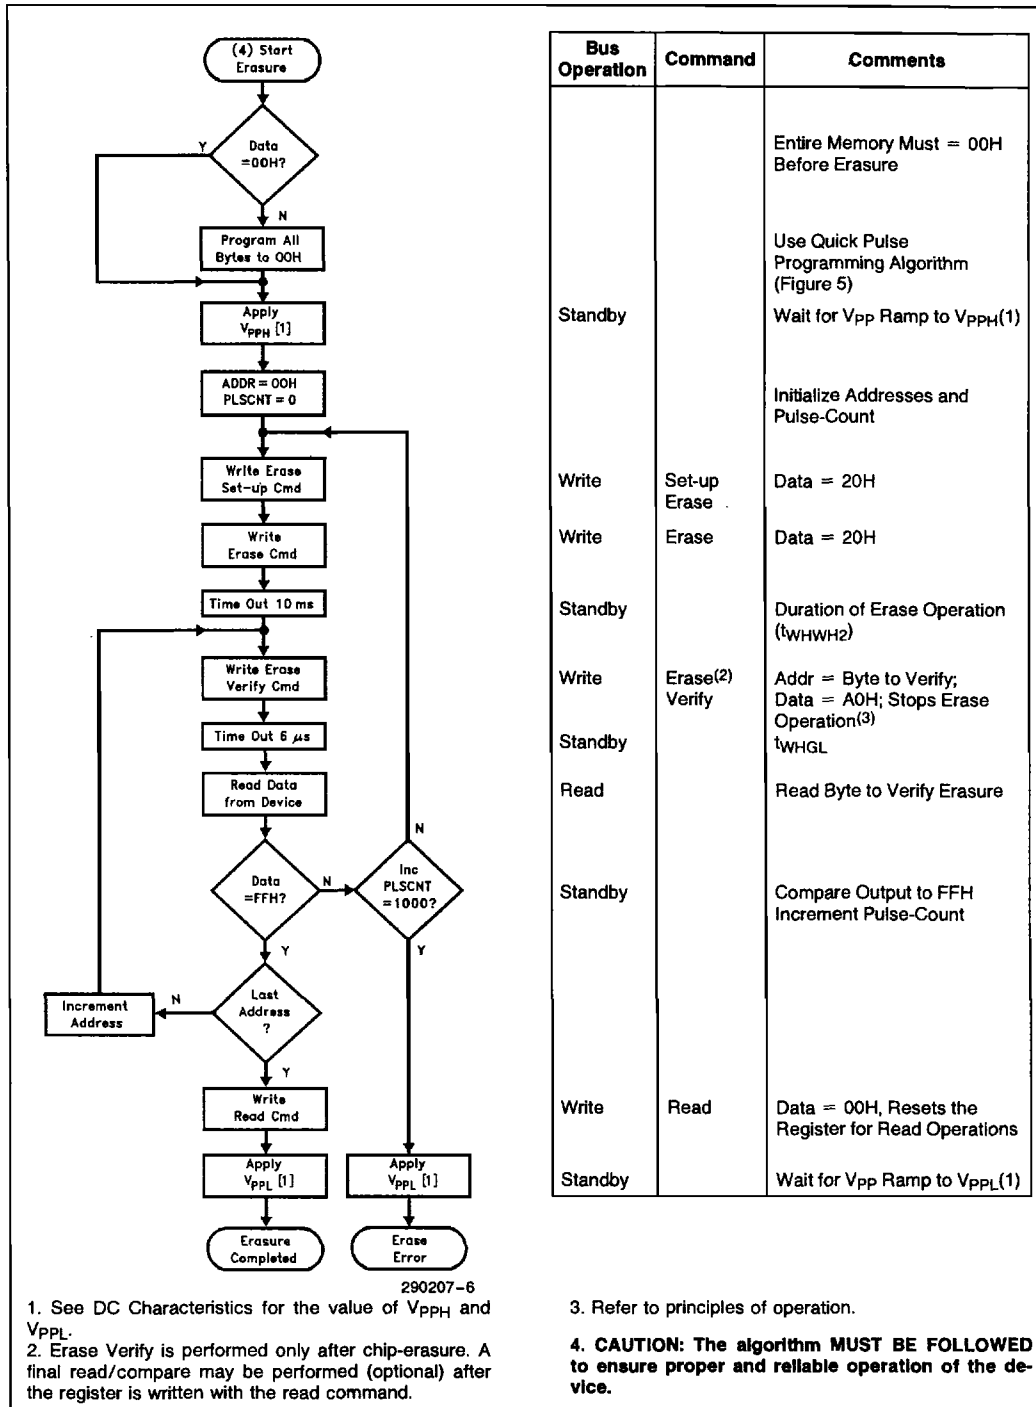 (4) Start
Erasure
Data
=00H?
Y
N
Program All
Bytes to 00H
Apply
VPPH [1]
ADDR = 00H
PLSCNT = 0
Write Erase
Set-up Cmd
Write
Erase Cmd
Time Out 10 ms
Write Erase
Verify Cmd
Time Out 6 μs
Read Data
from Device
Data
=FFH?
N
Inc
PLSCNT
=1000?
N
Y
Y
Last
Address
?
N
Increment
Address
Y
Write
Read Cmd
Apply
VPPL [1]
Apply
VPPL [1]
Erasure
Completed
Erase
Error
290207-6
Bus
Operation
Command
Comments
Entire Memory Must = 00H
Before Erasure
Use Quick Pulse
Programming Algorithm
(Figure 5)
Standby
Wait for VPP Ramp to VPPH(1)
Initialize Addresses and
Pulse-Count
Write
Set-up
Erase
Data = 20H
Write
Erase
Data = 20H
Standby
Duration of Erase Operation
(tWHWH2)
Write
Erase(2)
Verify
Addr = Byte to Verify;
Data = A0H; Stops Erase
Operation(3)
Standby
tWHGL
Read
Read Byte to Verify Erasure
Standby
Compare Output to FFH
Increment Pulse-Count
Write
Read
Data = 00H, Resets the
Register for Read Operations
Standby
Wait for VPP Ramp to VPPL(1)
1. See DC Characteristics for the value of VPPH and
VPPL.
2. Erase Verify is performed only after chip-erasure. A
final read/compare may be performed (optional) after
the register is written with the read command.
3. Refer to principles of operation.
4. CAUTION: The algorithm MUST BE FOLLOWED
to ensure proper and reliable operation of the de-
vice.